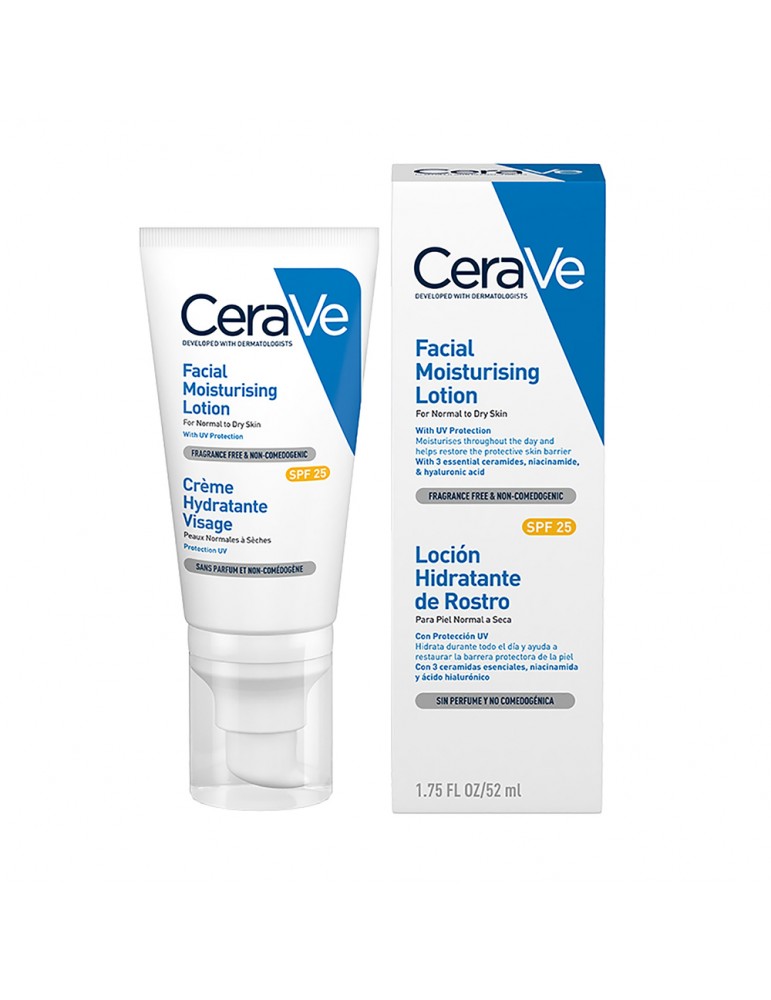 CeraVe
DEVELOPED WITH DERMATOLOGISTS
Facial
Moisturising
Lotion
For Normal to Dry Skin
With UV Protection
FRAGRANCE FREE & NON-COMEDOGENIC
SPF 25
Crème
Hydratante
Visage
Peaux Normales à Sèches
Protection UV
SANS PARFUM ET NON-COMÉDOGÈNE
CeraVe
CeraVe
DEVELOPED WITH DERMATOLOGISTS
Facial
Moisturising
Lotion
For Normal to Dry Skin
With UV Protection
Moisturises throughout the day and
helps restore the protective skin barrier
With 3 essential ceramides, niacinamide,
& hyaluronic acid
FRAGRANCE FREE & NON-COMEDOGENIC
SPF 25
Loción
Hidratante
de Rostro
Para Piel Normal a Seca
Con Protección UV
Hidrata durante todo el día y ayuda a
restaurar la barrera protectora de la piel
Con 3 ceramidas esenciales, niacinamida
y ácido hialurónico
SIN PERFUME Y NO COMEDOGÉNICA
1.75 FL OZ/52 ml